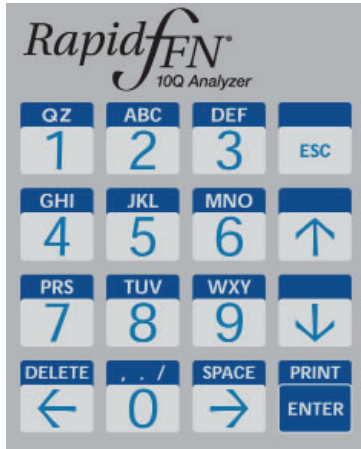 Rapid fFN®
10Q Analyzer
QZ ABC DEF
1 2 3 ESC
GHI JKL MNO
4 5 6 ↑
PRS TUV WXY
7 8 9 ↓
DELETE , . / SPACE PRINT
← 0 → ENTER